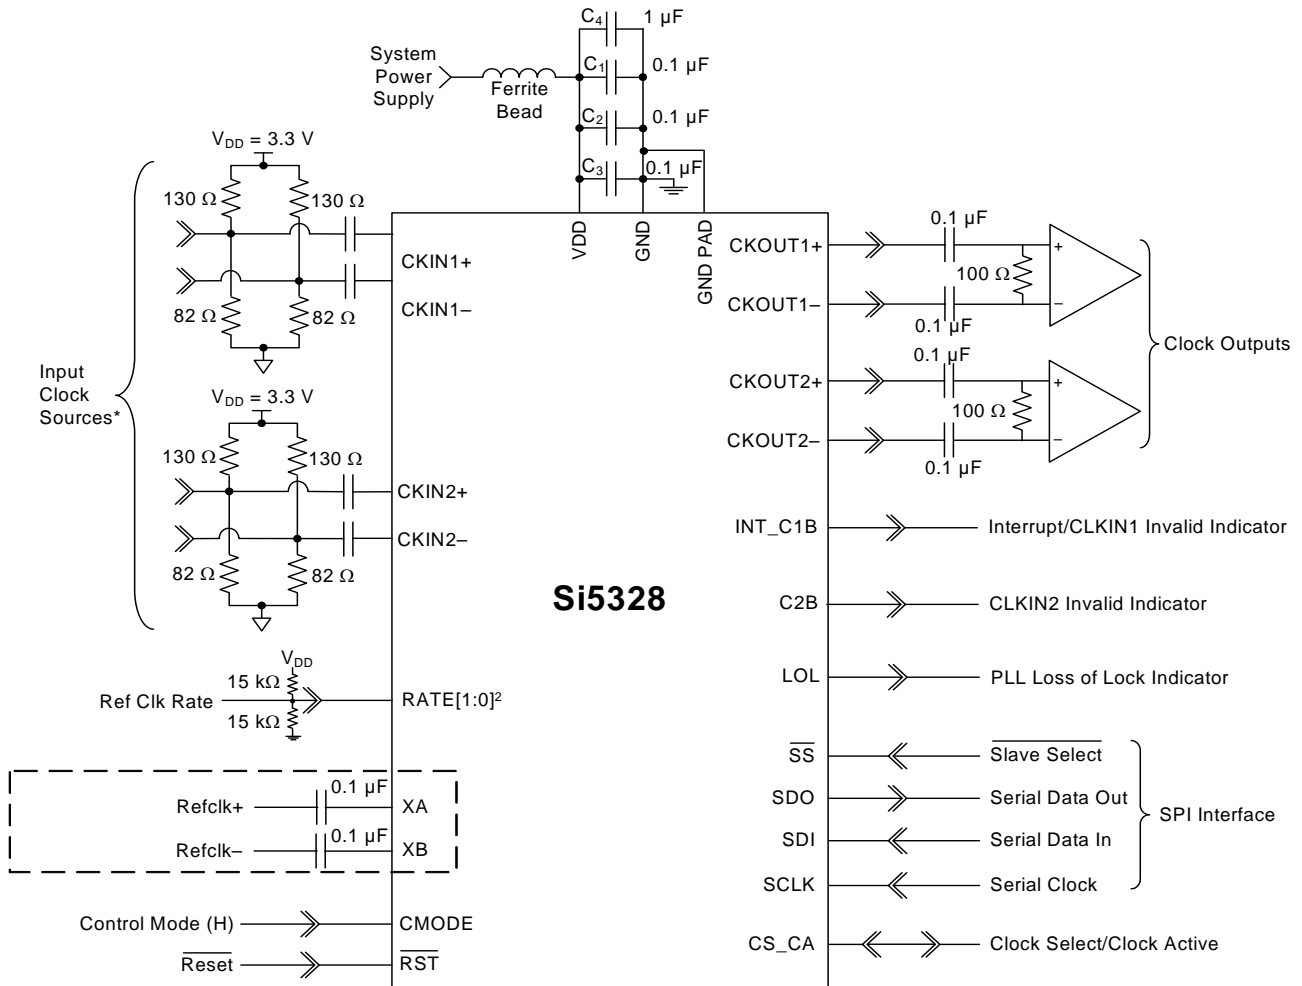 C4 1 µF
System
Power
Supply
Ferrite
Bead
C1 0.1 µF
C2 0.1 µF
C3 0.1 µF
VDD = 3.3 V
130 Ω 130 Ω
82 Ω 82 Ω
CKIN1+
CKIN1–
VDD
GND
GND PAD
Input
Clock
Sources*
VDD = 3.3 V
130 Ω 130 Ω
82 Ω 82 Ω
CKIN2+
CKIN2–
Si5328
VDD
15 kΩ
Ref Clk Rate
15 kΩ
RATE[1:0]²
0.1 µF
Refclk+ XA
0.1 µF
Refclk– XB
Control Mode (H) CMODE
Reset RST
0.1 µF
CKOUT1+
100 Ω
+
–
CKOUT1–
0.1 µF
0.1 µF
Clock Outputs
CKOUT2+
100 Ω
+
–
CKOUT2–
0.1 µF
INT_C1B Interrupt/CLKIN1 Invalid Indicator
C2B CLKIN2 Invalid Indicator
LOL PLL Loss of Lock Indicator
SS Slave Select
SDO Serial Data Out
SPI Interface
SDI Serial Data In
SCLK Serial Clock
CS_CA Clock Select/Clock Active